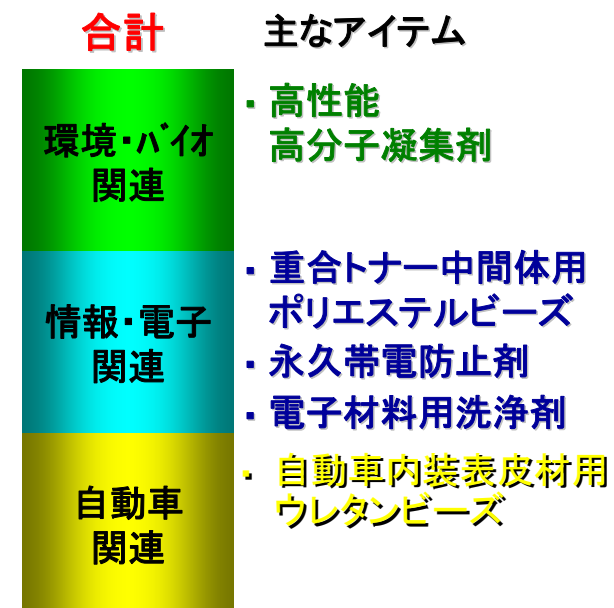 合計
主なアイテム
環境・ﾊﾞｲｵ
関連
・高性能
高分子凝集剤
情報・電子
関連
・重合トナー中間体用
ポリエステルビーズ
・永久帯電防止剤
・電子材料用洗浄剤
自動車
関連
・自動車内装表皮材用
ウレタンビーズ